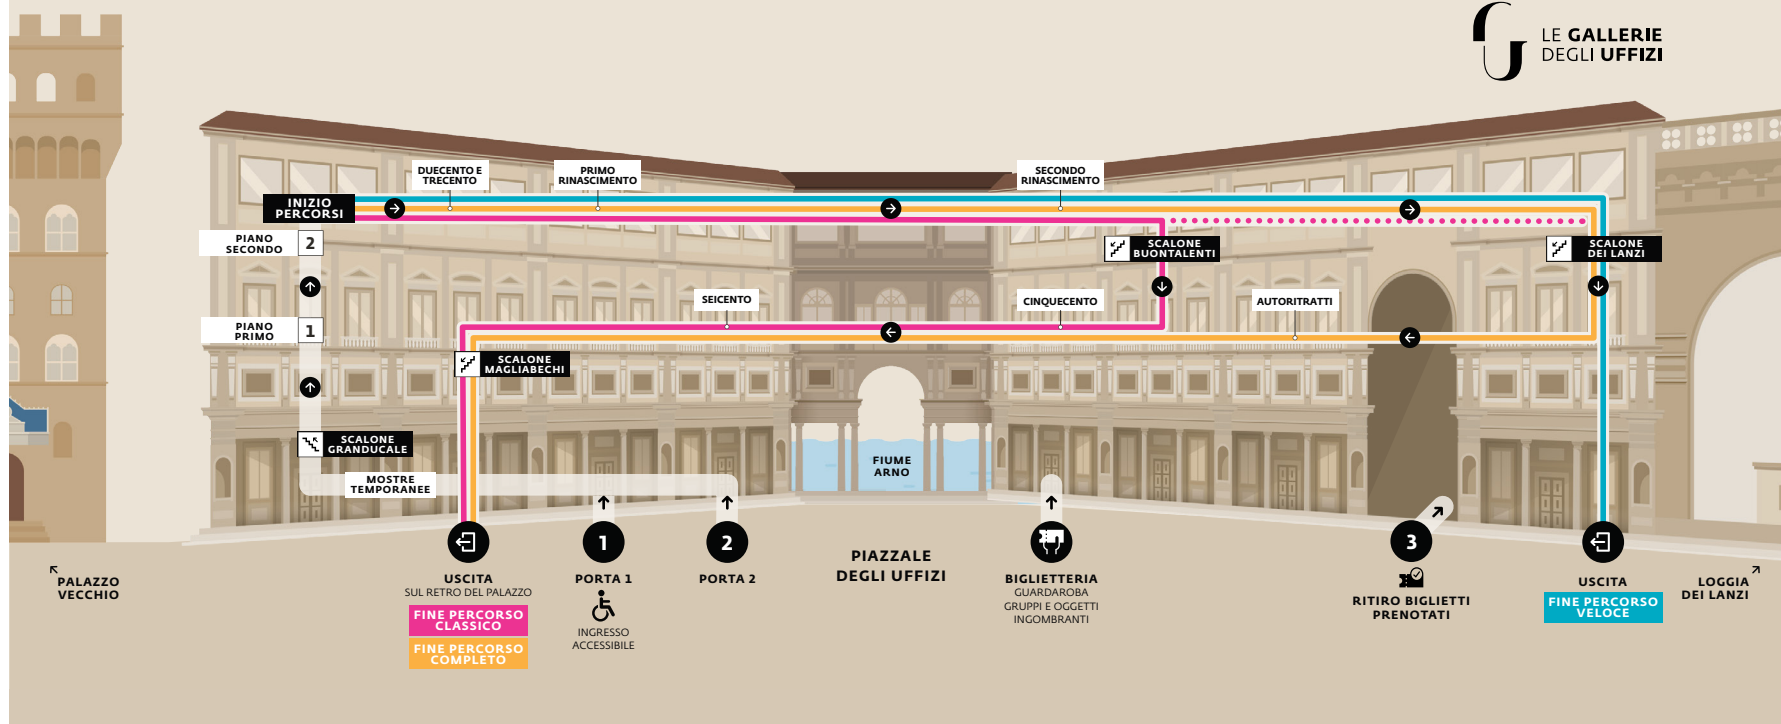 LE GALLERIE
DEGLI UFFIZI
DUECENTO E
TRECENTO
PRIMO
RINASCIMENTO
SECONDO
RINASCIMENTO
INIZIO
PERCORSI
PIANO
SECONDO
2
SCALONE
BUONTALENTI
SCALONE
DEI LANZI
SEICENTO
CINQUECENTO
AUTORITRATTI
PIANO
PRIMO
1
SCALONE
MAGLIABECHI
SCALONE
GRANDUCALE
MOSTRE
TEMPORANEE
FIUME
ARNO
1
2
3
PALAZZO
VECCHIO
USCITA
SUL RETRO DEL PALAZZO
FINE PERCORSO
CLASSICO
FINE PERCORSO
COMPLETO
PORTA 1
INGRESSO
ACCESSIBILE
PORTA 2
PIAZZALE
DEGLI UFFIZI
BIGLIETTERIA
GUARDAROBA
GRUPPI E OGGETTI
INGOMBRANTI
RITIRO BIGLIETTI
PRENOTATI
USCITA
FINE PERCORSO
VELOCE
LOGGIA
DEI LANZI